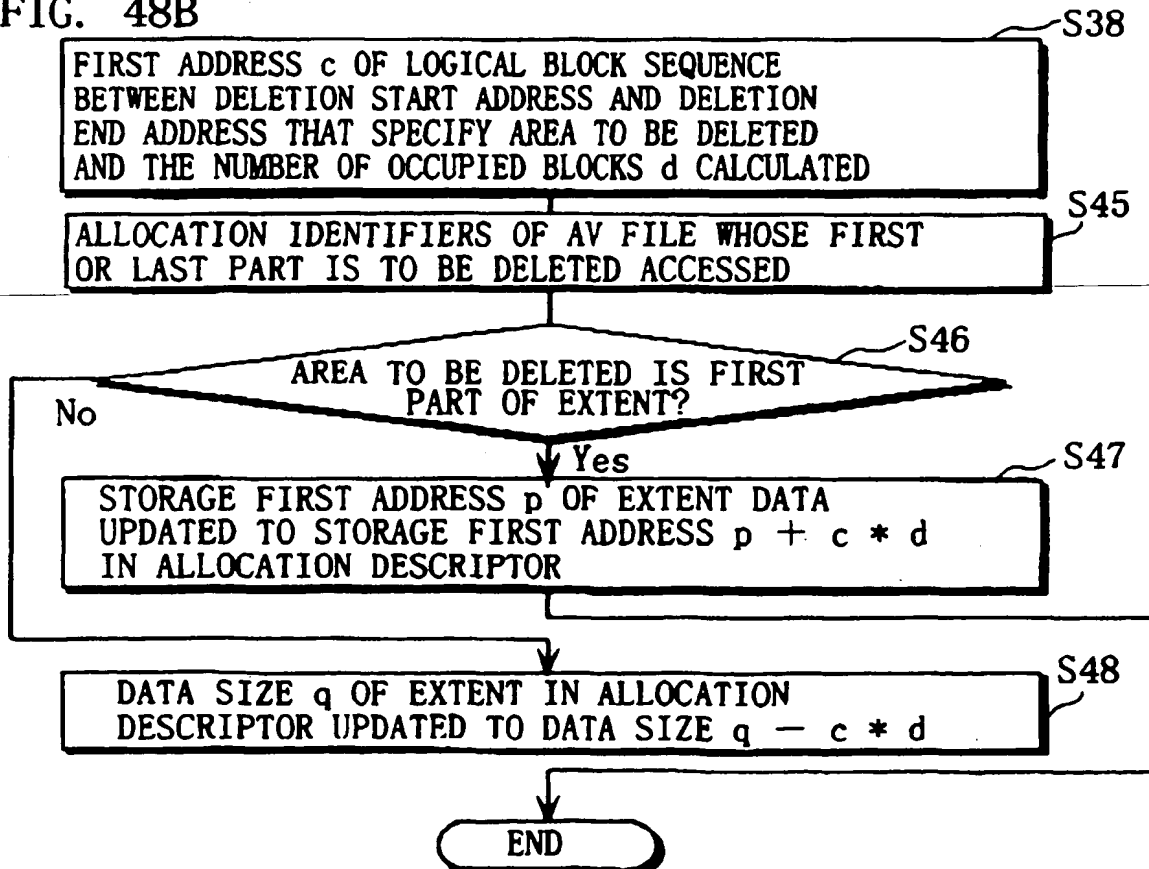 FIG. 48B
S38
FIRST ADDRESS c OF LOGICAL BLOCK SEQUENCE
BETWEEN DELETION START ADDRESS AND DELETION
END ADDRESS THAT SPECIFY AREA TO BE DELETED
AND THE NUMBER OF OCCUPIED BLOCKS d CALCULATED
S45
ALLOCATION IDENTIFIERS OF AV FILE WHOSE FIRST
OR LAST PART IS TO BE DELETED ACCESSED
S46
AREA TO BE DELETED IS FIRST
PART OF EXTENT?
No
Yes
S47
STORAGE FIRST ADDRESS p OF EXTENT DATA
UPDATED TO STORAGE FIRST ADDRESS p + c * d
IN ALLOCATION DESCRIPTOR
S48
DATA SIZE q OF EXTENT IN ALLOCATION
DESCRIPTOR UPDATED TO DATA SIZE q - c * d
END